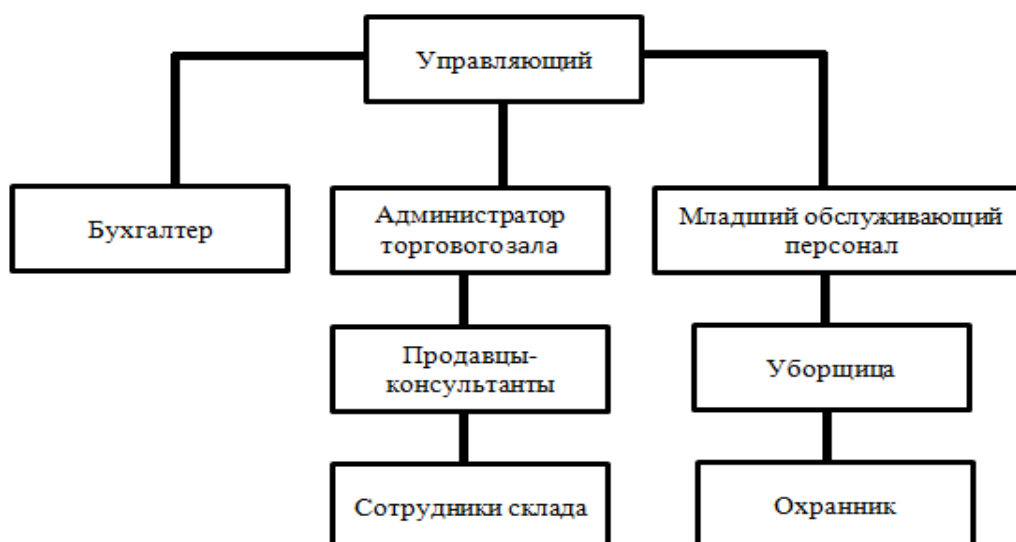 Управляющий
Бухгалтер
Администратор
торгового зала
Младший обслуживающий
персонал
Продавцы-
консультанты
Уборщица
Сотрудники склада
Охранник